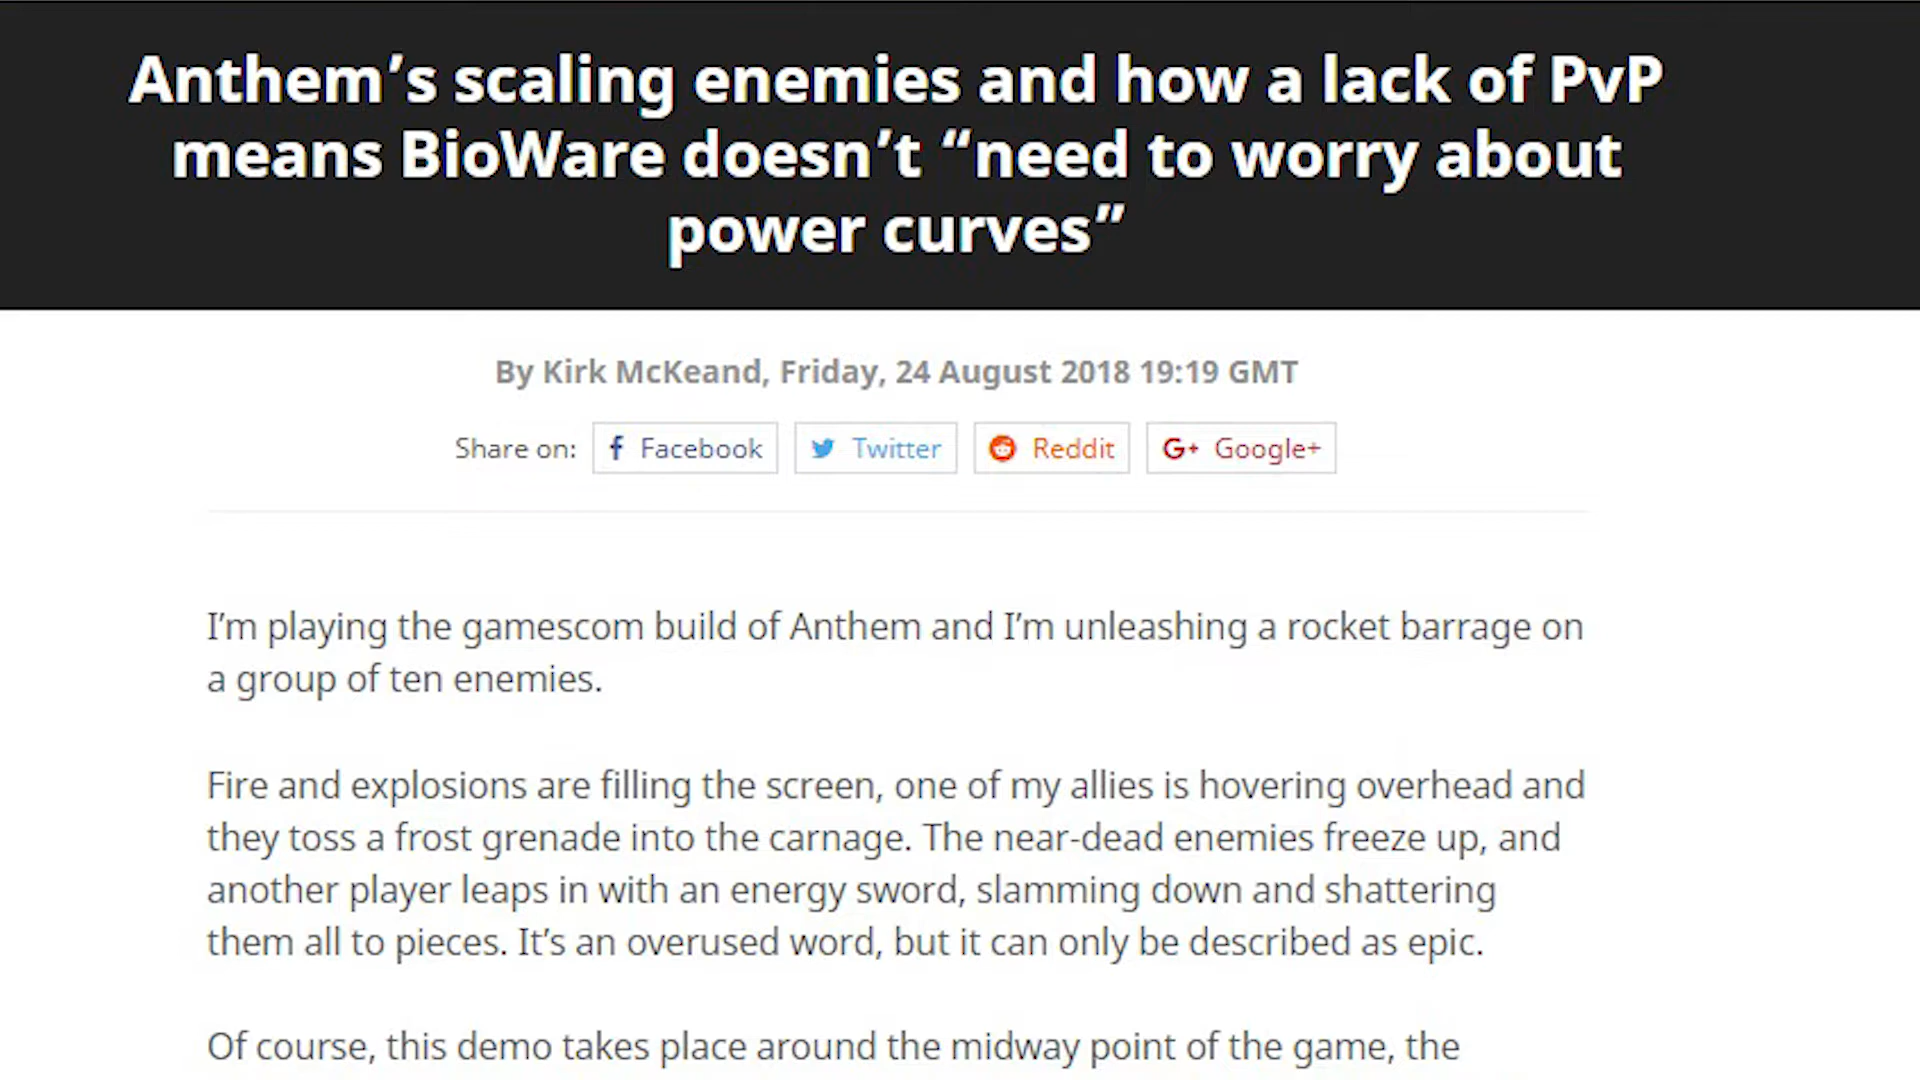 Anthem’s scaling enemies and how a lack of PvP
means BioWare doesn’t “need to worry about
power curves”
By Kirk McKeand, Friday, 24 August 2018 19:19 GMT
Share on: Facebook Twitter Reddit G+ Google+
I’m playing the gamescom build of Anthem and I’m unleashing a rocket barrage on
a group of ten enemies.
Fire and explosions are filling the screen, one of my allies is hovering overhead and
they toss a frost grenade into the carnage. The near-dead enemies freeze up, and
another player leaps in with an energy sword, slamming down and shattering
them all to pieces. It’s an overused word, but it can only be described as epic.
Of course, this demo takes place around the midway point of the game, the